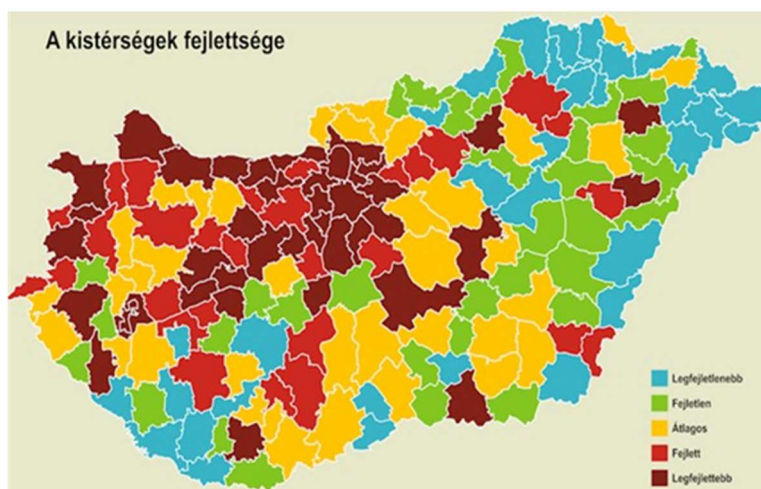 A kistérségek fejlettsége
Legfejletlenebb
Fejletlen
Átlagos
Fejlett
Legfejlettebb